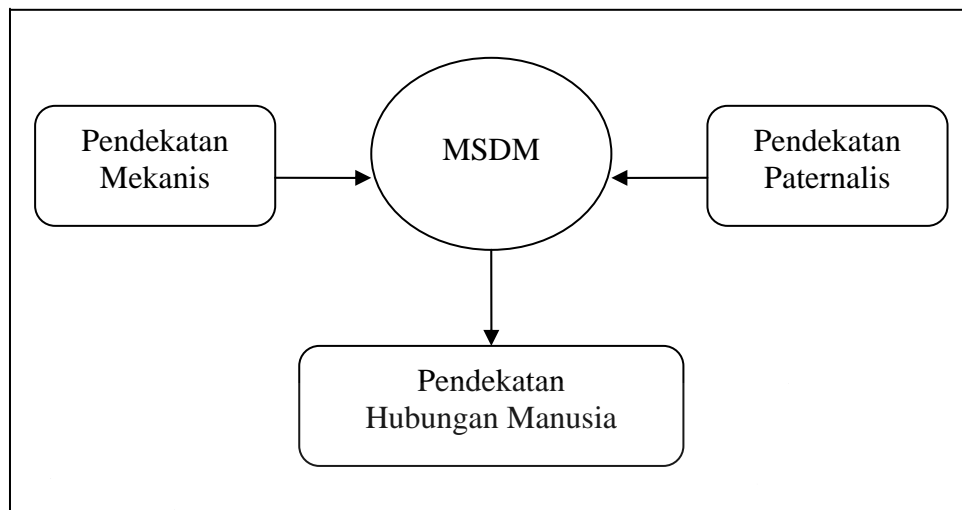 Pendekatan
Mekanis
MSDM
Pendekatan
Paternalis
Pendekatan
Hubungan Manusia